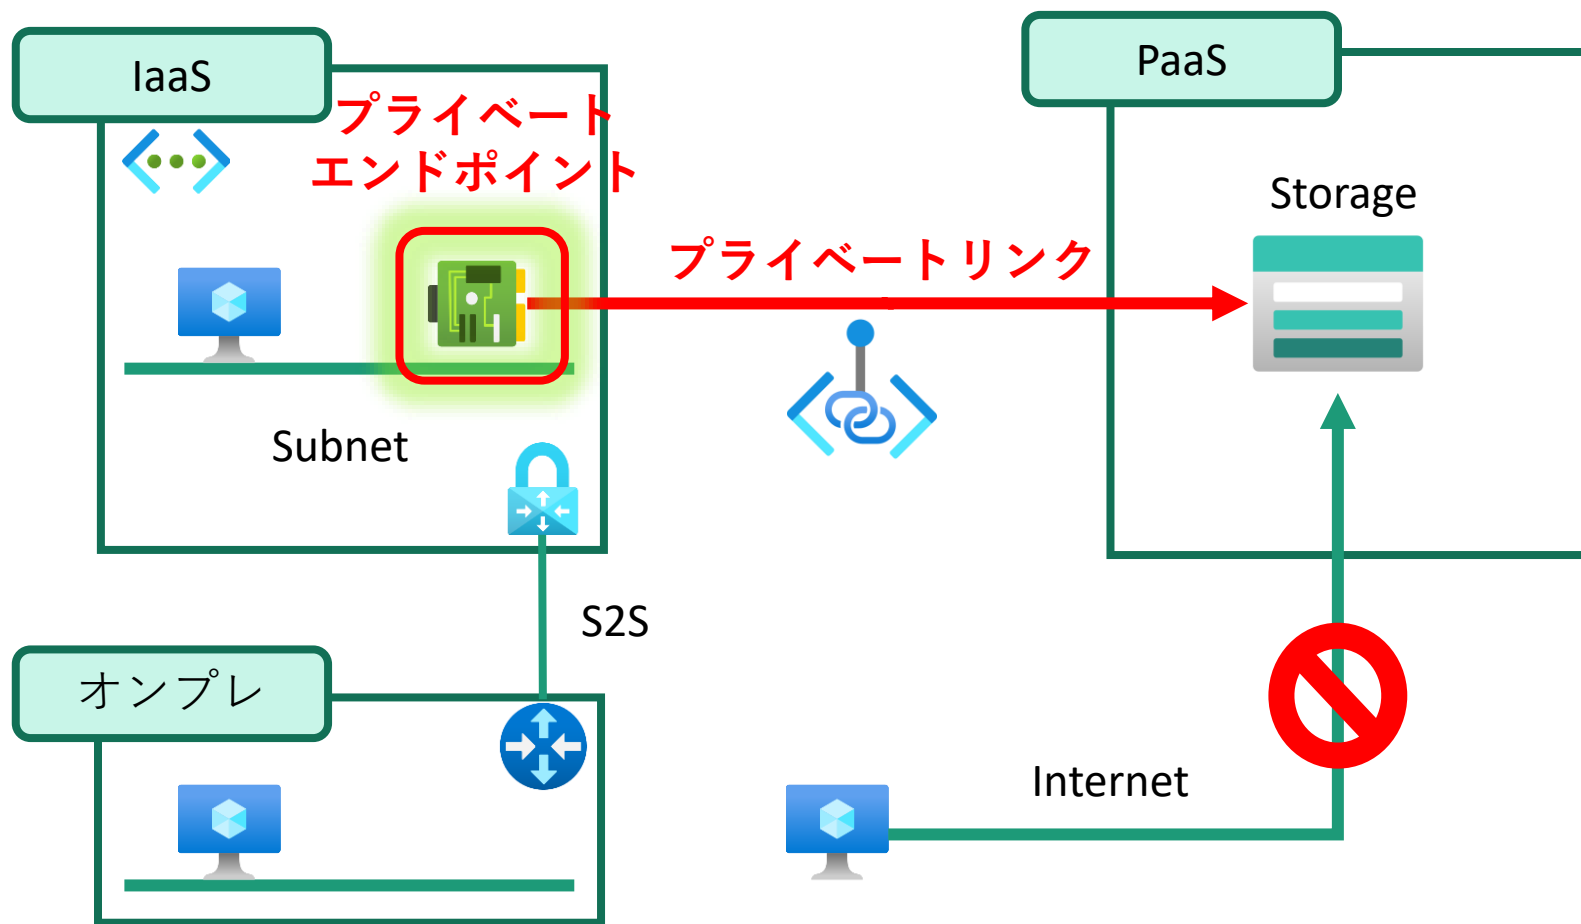 IaaS
PaaS
プライベート
エンドポイント
Storage
プライベートリンク
Subnet
S2S
オンプレ
Internet